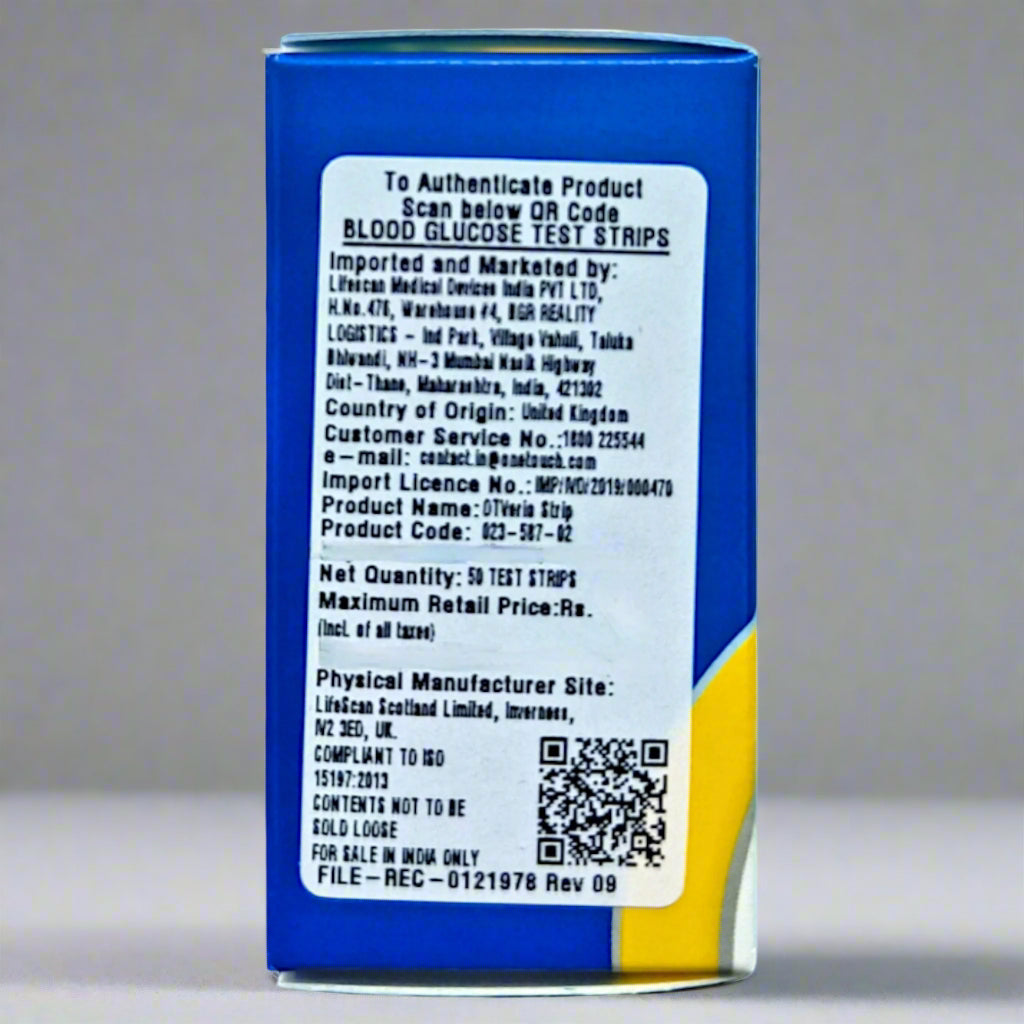 To Authenticate Product
Scan below QR Code
BLOOD GLUCOSE TEST STRIPS
Imported and Marketed by:
Lifescan Medical Devices India PVT LTD,
H.No.476, Warehouse #4, BGR REALITY
LOGISTICS - Ind Park, Village Vahuli, Taluka
Bhiwandi, NH-3 Mumbai Nasik Highway
Dist-Thane, Maharashtra, India, 421302
Country of Origin: United Kingdom
Customer Service No.:1800 225544
e-mail: contact.in@onetouch.com
Import Licence No.: IMP/IVD/2019/000470
Product Name: OTVerio Strip
Product Code: 023-587-02
Net Quantity: 50 TEST STRIPS
Maximum Retail Price:Rs.
(Incl. of all taxes)
Physical Manufacturer Site:
LifeScan Scotland Limited, Inverness,
IV2 3ED, UK.
COMPLIANT TO ISO
15197:2013
CONTENTS NOT TO BE
SOLD LOOSE
FOR SALE IN INDIA ONLY
FILE-REC-0121978 Rev 09